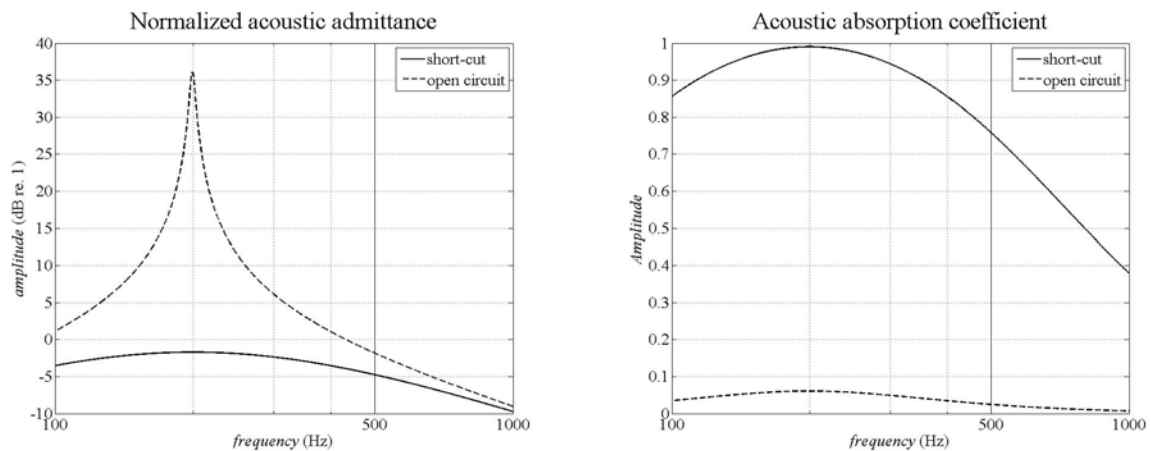 Normalized acoustic admittance
40
35
30
25
20
15
10
5
0
-5
-10
amplitude (dB re. 1)
short-cut
open circuit
100
500
1000
frequency (Hz)
Acoustic absorption coefficient
1
0.9
0.8
0.7
0.6
0.5
0.4
0.3
0.2
0.1
0
Amplitude
short-cut
open circuit
100
500
1000
frequency (Hz)